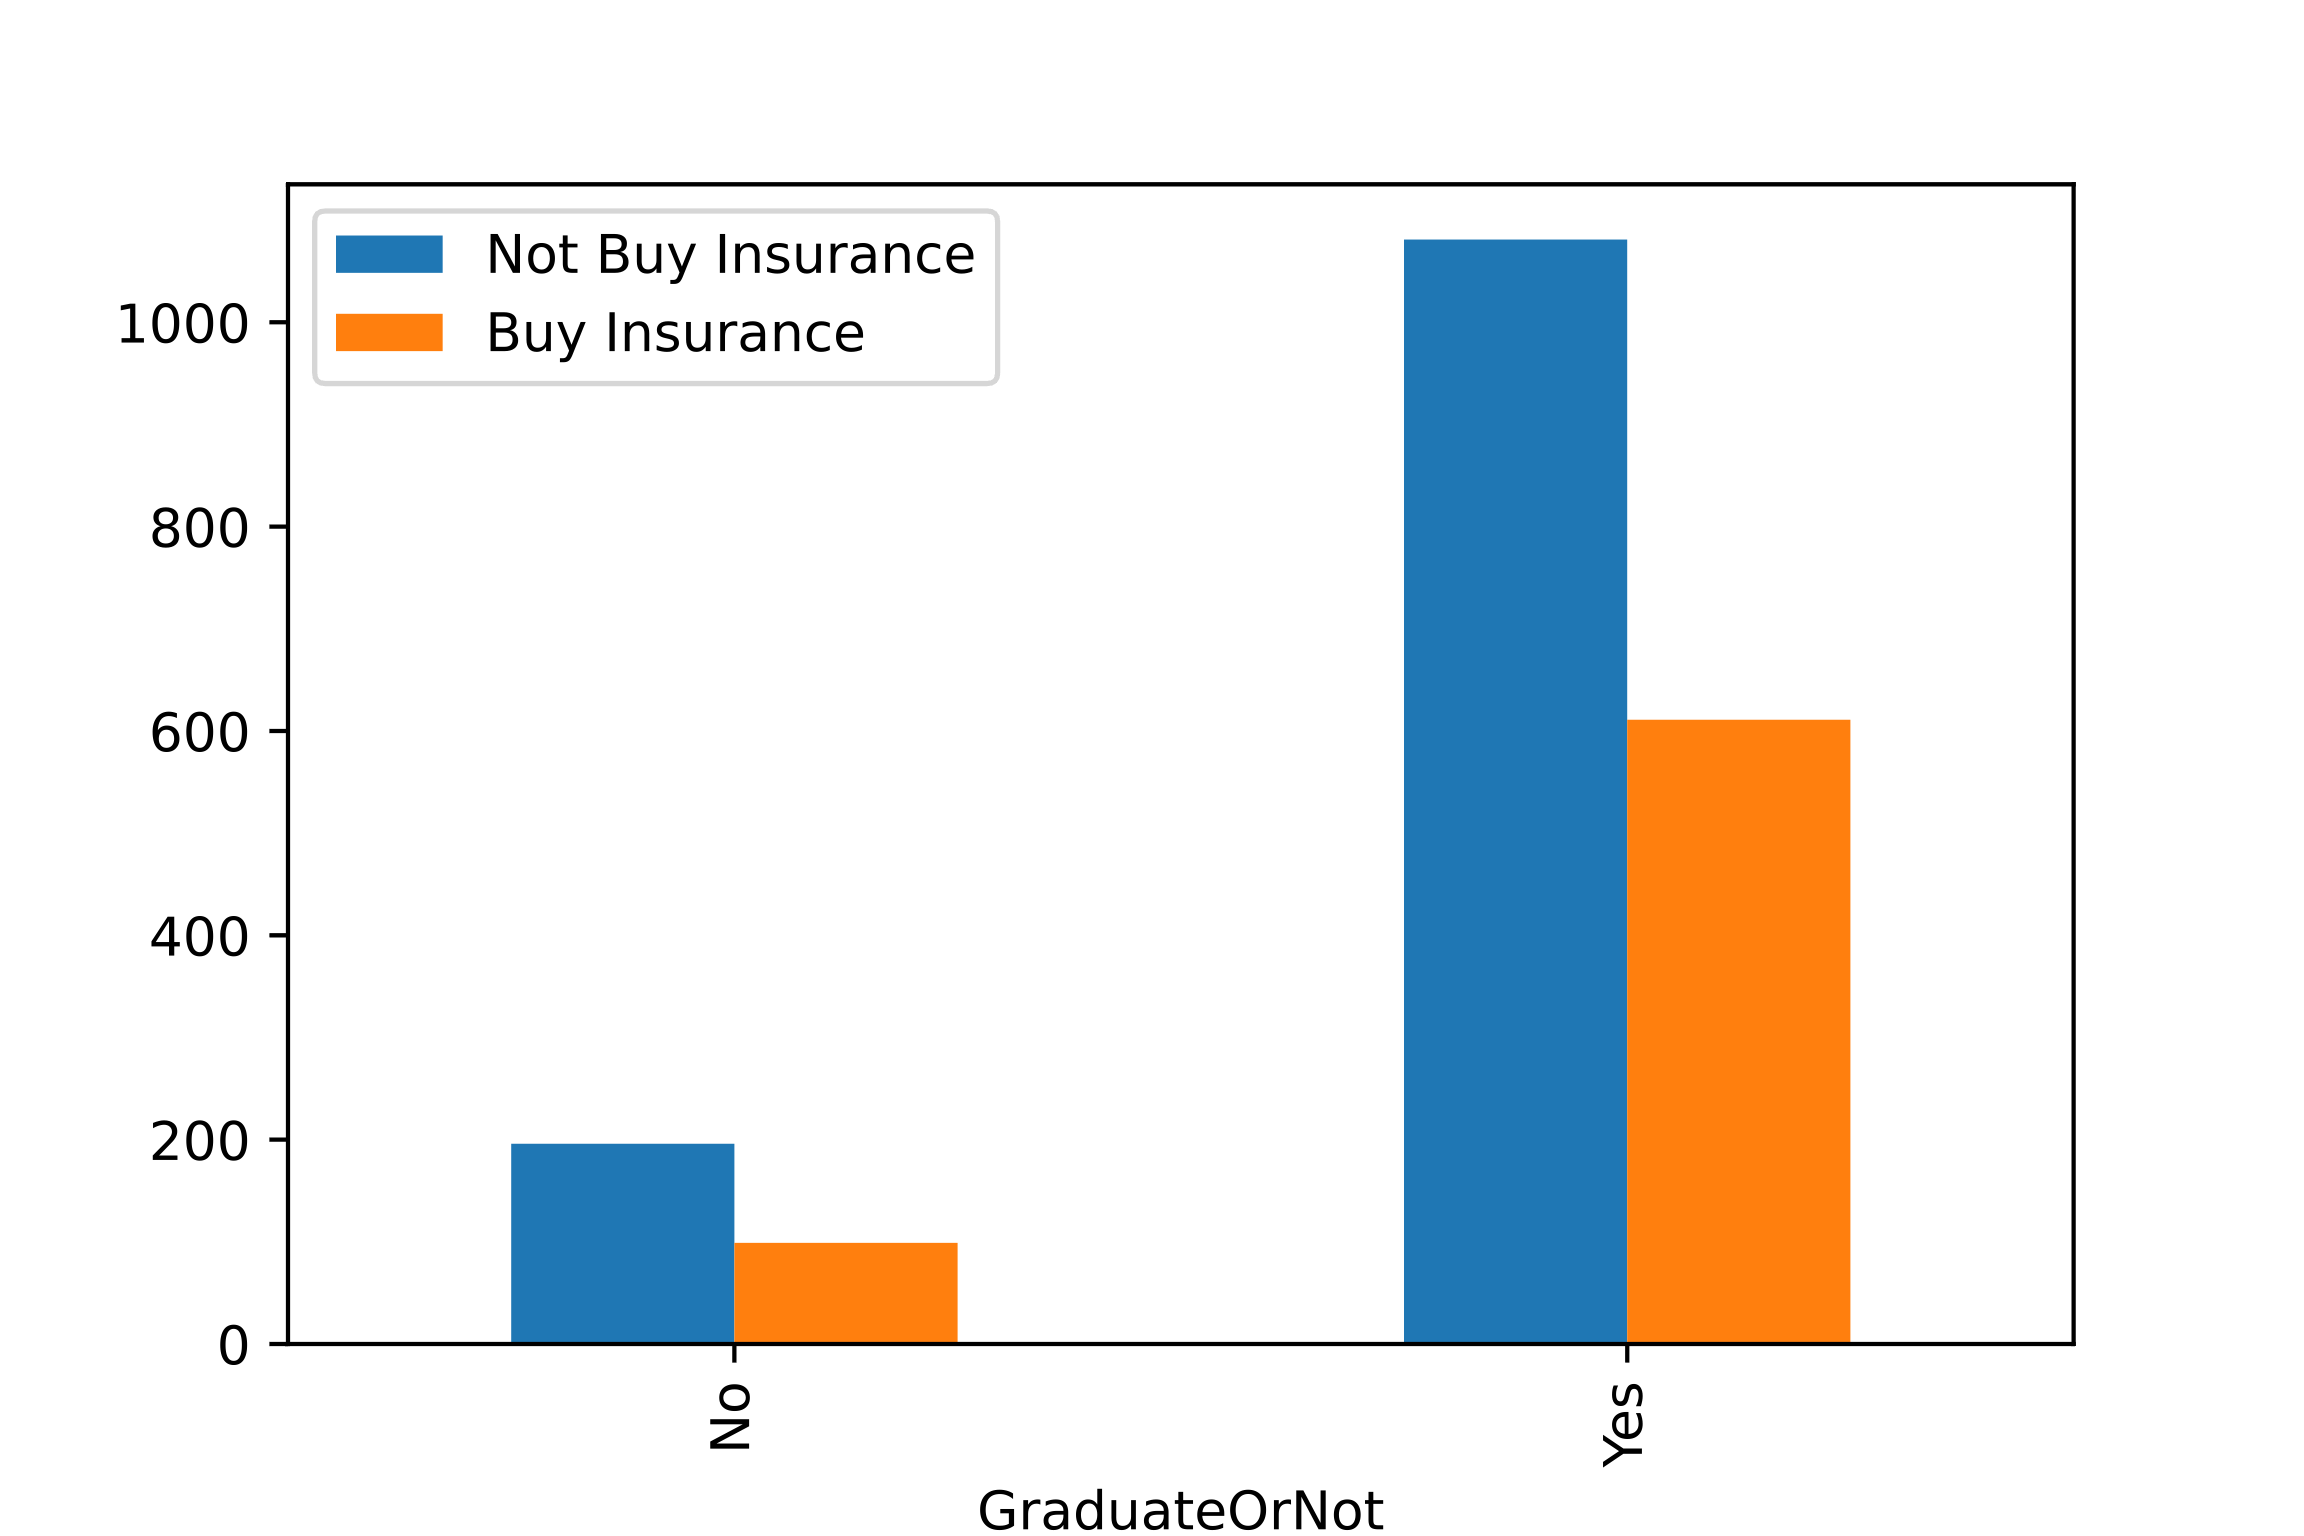 Not Buy Insurance
Buy Insurance
1000
800
600
400
200
0
No
Yes
GraduateOrNot